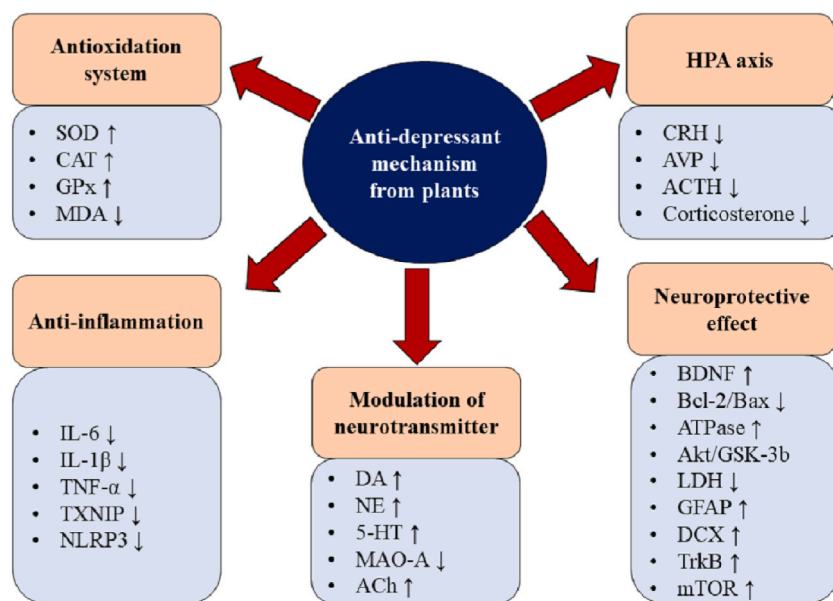 Anti-depressant
mechanism
from plants
Antioxidation
system
• SOD ↑
• CAT ↑
• GPx ↑
• MDA ↓
HPA axis
• CRH ↓
• AVP ↓
• ACTH ↓
• Corticosterone ↓
Anti-inflammation
• IL-6 ↓
• IL-1β ↓
• TNF-α ↓
• TXNIP ↓
• NLRP3 ↓
Modulation of
neurotransmitter
• DA ↑
• NE ↑
• 5-HT ↑
• MAO-A ↓
• ACh ↑
Neuroprotective
effect
• BDNF ↑
• Bcl-2/Bax ↓
• ATPase ↑
• Akt/GSK-3b
• LDH ↓
• GFAP ↑
• DCX ↑
• TrkB ↑
• mTOR ↑